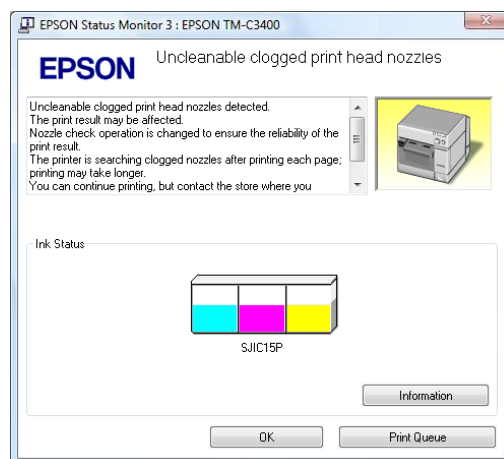 EPSON Status Monitor 3 : EPSON TM-C3400
EPSON
Uncleanable clogged print head nozzles
Uncleanable clogged print head nozzles detected.
The print result may be affected.
Nozzle check operation is changed to ensure the reliability of the
print result.
The printer is searching clogged nozzles after printing each page;
printing may take longer.
You can continue printing, but contact the store where you
Ink Status
SJIC15P
Information
OK
Print Queue